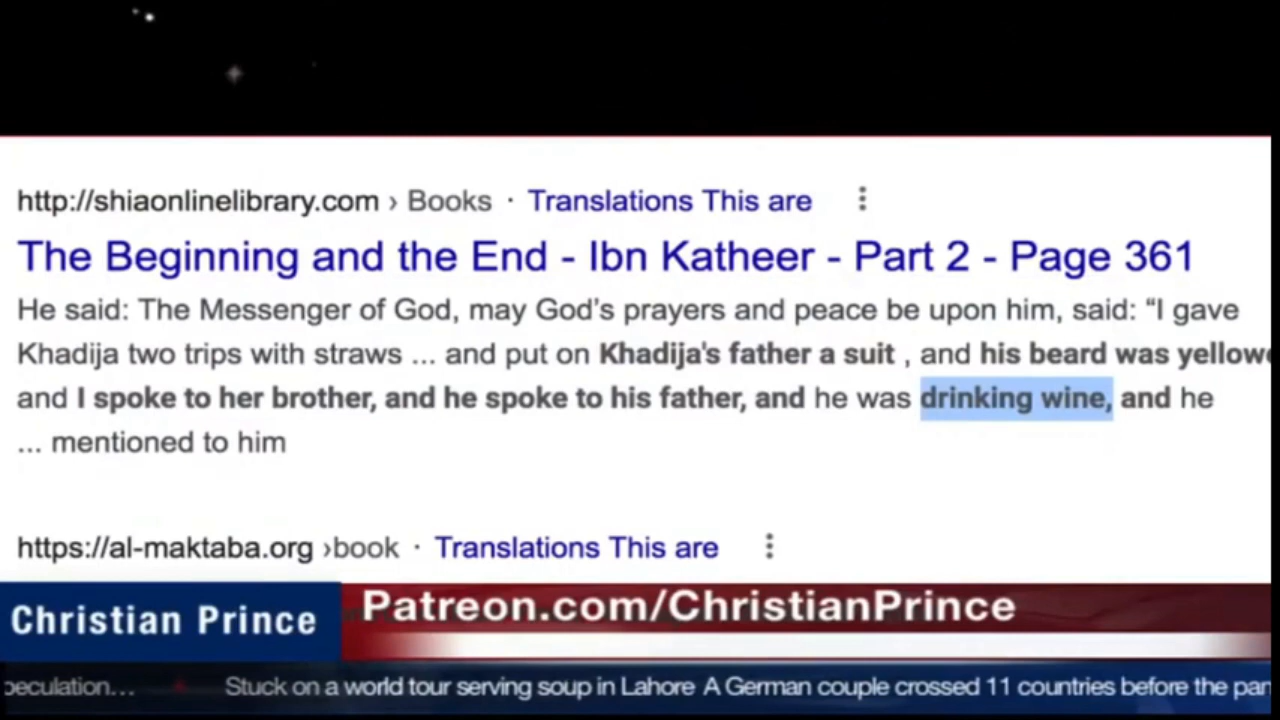 http://shiaonlinelibrary.com › Books · Translations This are
The Beginning and the End - Ibn Katheer - Part 2 - Page 361
He said: The Messenger of God, may God's prayers and peace be upon him, said: “I gave
Khadija two trips with straws ... and put on Khadija's father a suit , and his beard was yellowe
and I spoke to her brother, and he spoke to his father, and he was drinking wine, and he
... mentioned to him
https://al-maktaba.org ›book · Translations This are
Christian Prince
Patreon.com/ChristianPrince
peculation... Stuck on a world tour serving soup in Lahore A German couple crossed 11 countries before the pan